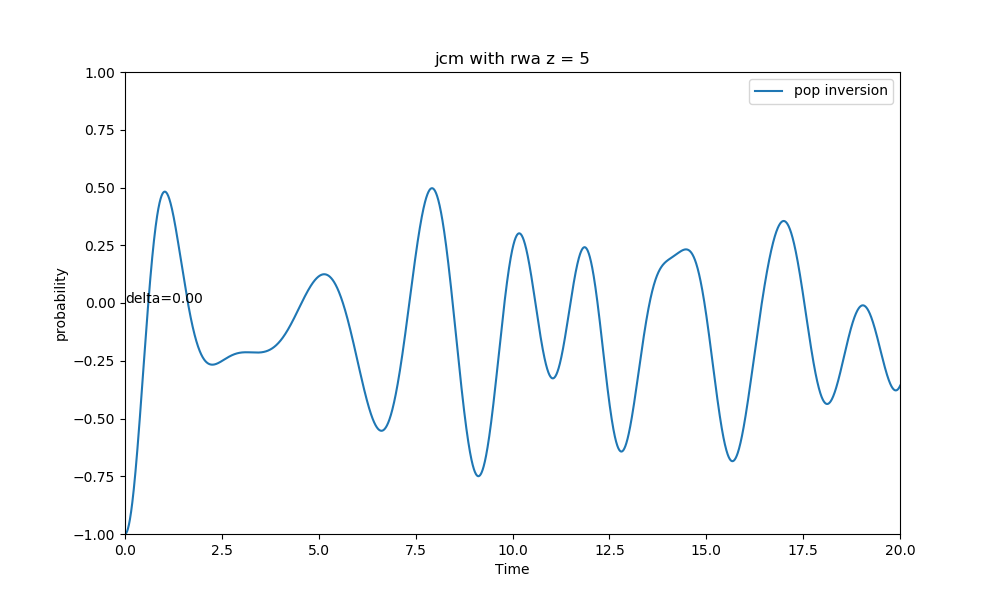 jcm with rwa z = 5
pop inversion
probability
1.00
0.75
0.50
0.25
0.00
−0.25
−0.50
−0.75
−1.00
delta=0.00
0.0 2.5 5.0 7.5 10.0 12.5 15.0 17.5 20.0
Time